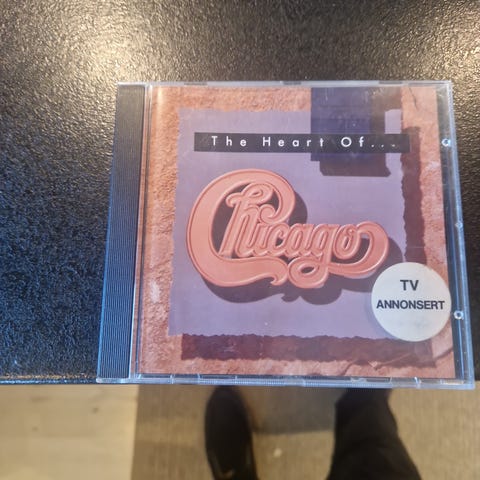 The Heart Of...
Chicago
TV
ANNONSERT